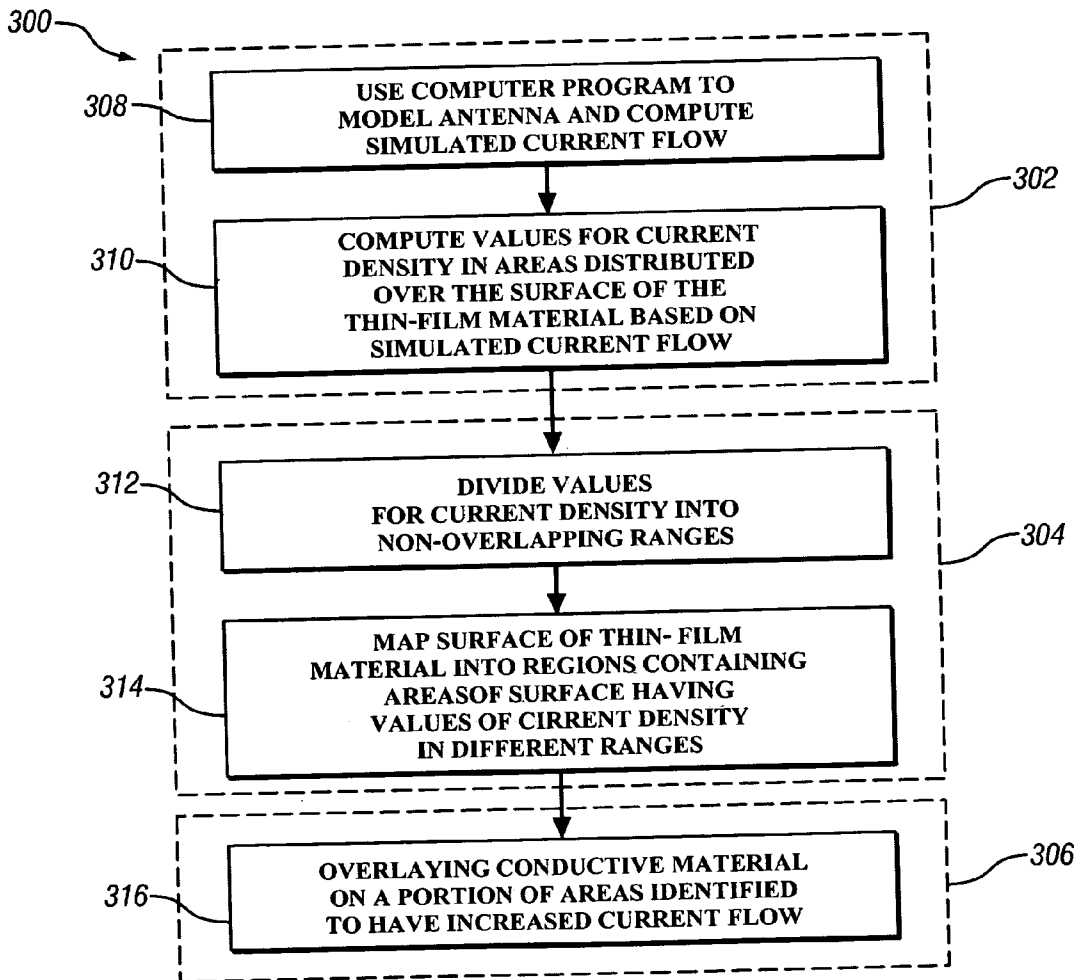 300
308
USE COMPUTER PROGRAM TO
MODEL ANTENNA AND COMPUTE
SIMULATED CURRENT FLOW
302
310
COMPUTE VALUES FOR CURRENT
DENSITY IN AREAS DISTRIBUTED
OVER THE SURFACE OF THE
THIN-FILM MATERIAL BASED ON
SIMULATED CURRENT FLOW
312
DIVIDE VALUES
FOR CURRENT DENSITY INTO
NON-OVERLAPPING RANGES
304
314
MAP SURFACE OF THIN- FILM
MATERIAL INTO REGIONS CONTAINING
AREASOF SURFACE HAVING
VALUES OF CIRRENT DENSITY
IN DIFFERENT RANGES
316
OVERLAYING CONDUCTIVE MATERIAL
ON A PORTION OF AREAS IDENTIFIED
TO HAVE INCREASED CURRENT FLOW
306